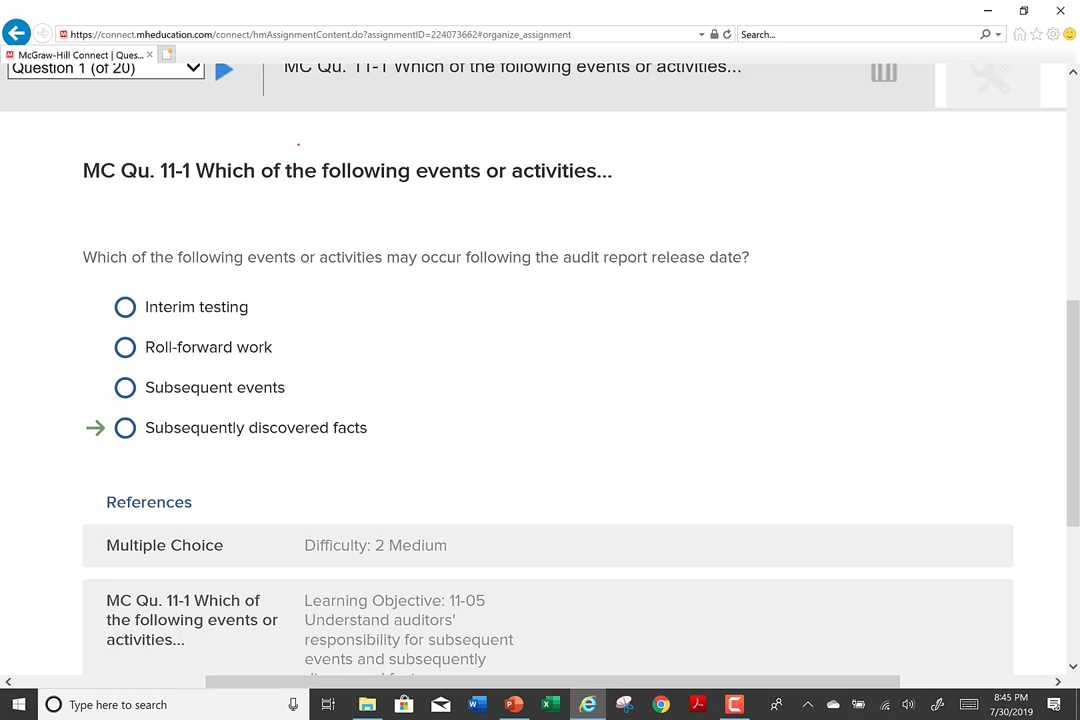 https://connect.mheducation.com/connect/hmAssignmentContent.do?assignmentID=224073662#organize_assignment
Search...
McGraw-Hill Connect | Ques...
Question 1 (of 20)
MC Qu. 11-1 Which of the following events or activities...
MC Qu. 11-1 Which of the following events or activities...
Which of the following events or activities may occur following the audit report release date?
Interim testing
Roll-forward work
Subsequent events
Subsequently discovered facts
References
Multiple Choice
Difficulty: 2 Medium
MC Qu. 11-1 Which of
the following events or
activities...
Learning Objective: 11-05
Understand auditors'
responsibility for subsequent
events and subsequently
Type here to search
8:45 PM
7/30/2019